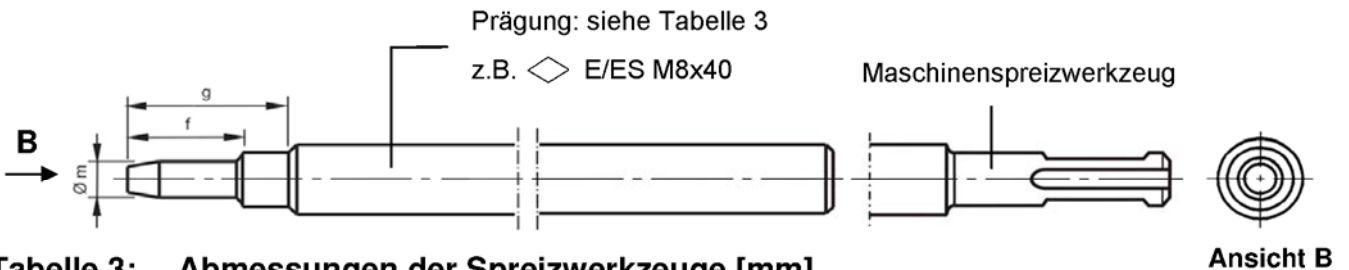 Prägung: siehe Tabelle 3
z.B. E/ES M8x40
Maschinenspreizwerkzeug
g
f
B
Ø m
Ansicht B
Tabelle 3: Abmessungen der Spreizwerkzeuge [mm]